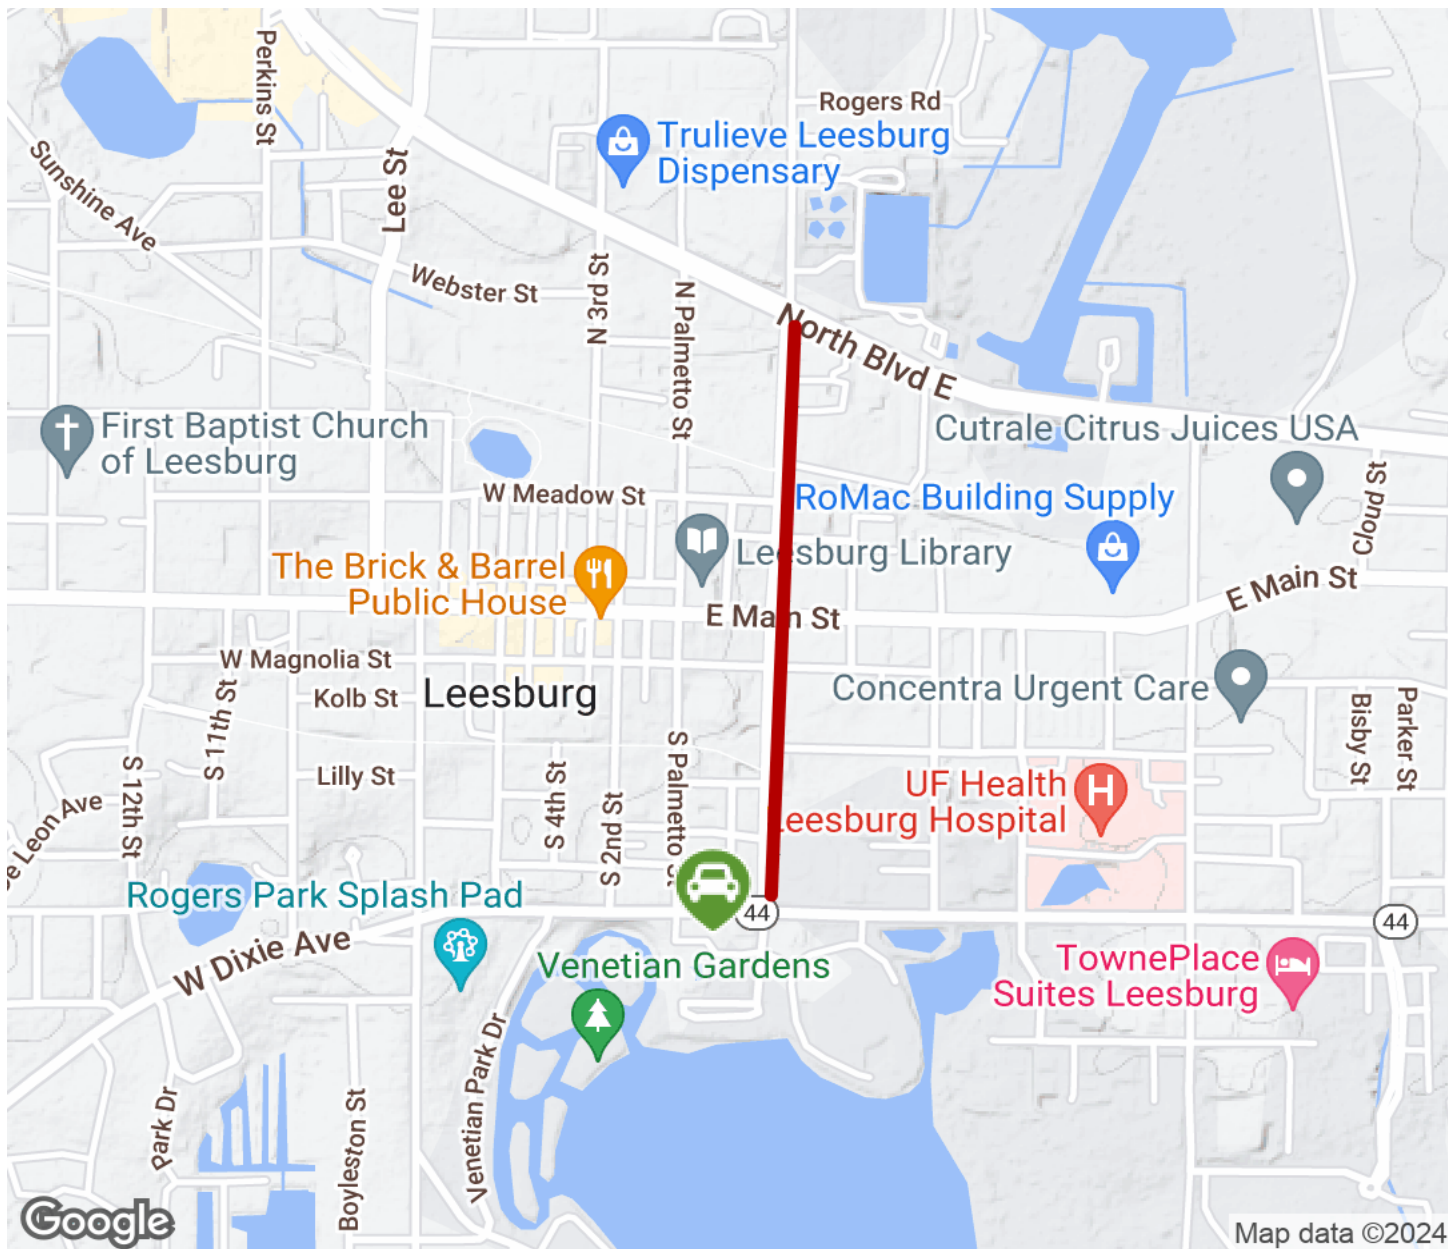 Perkins St
Rogers Rd
Trulieve Leesburg
Dispensary
Sunshine Ave
Lee St
Webster St
N 3rd St
N Palmetto St
North Blvd E
First Baptist Church
of Leesburg
Cutrale Citrus Juices USA
W Meadow St
RoMac Building Supply
Cloud St
Leesburg Library
The Brick & Barrel
Public House
E Main St
E Main St
W Magnolia St
Kolb St
Leesburg
Concentra Urgent Care
S 11th St
Bisby St
Parker St
S Palmetto St
Lilly St
S 12th St
S 4th St
S 2nd St
UF Health
Leesburg Hospital
H
De Leon Ave
Rogers Park Splash Pad
44
44
W Dixie Ave
Venetian Gardens
TownePlace
Suites Leesburg
Venetian Park Dr
Park Dr
Boyleston St
Google
Map data ©2024